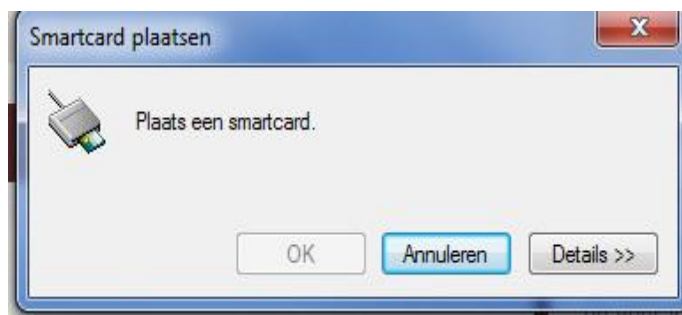 Smartcard plaatsen
Plaats een smartcard.
OK
Annuleren
Details >>